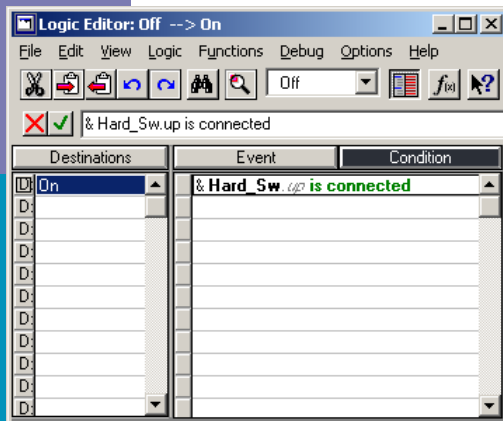 Logic Editor: Off --> On
File Edit View Logic Functions Debug Options Help
Off f(x) ?
& Hard_Sw.up is connected
Destinations Event Condition
D: On & Hard_Sw.up is connected
D:
D:
D:
D:
D:
D:
D:
D:
D:
D: